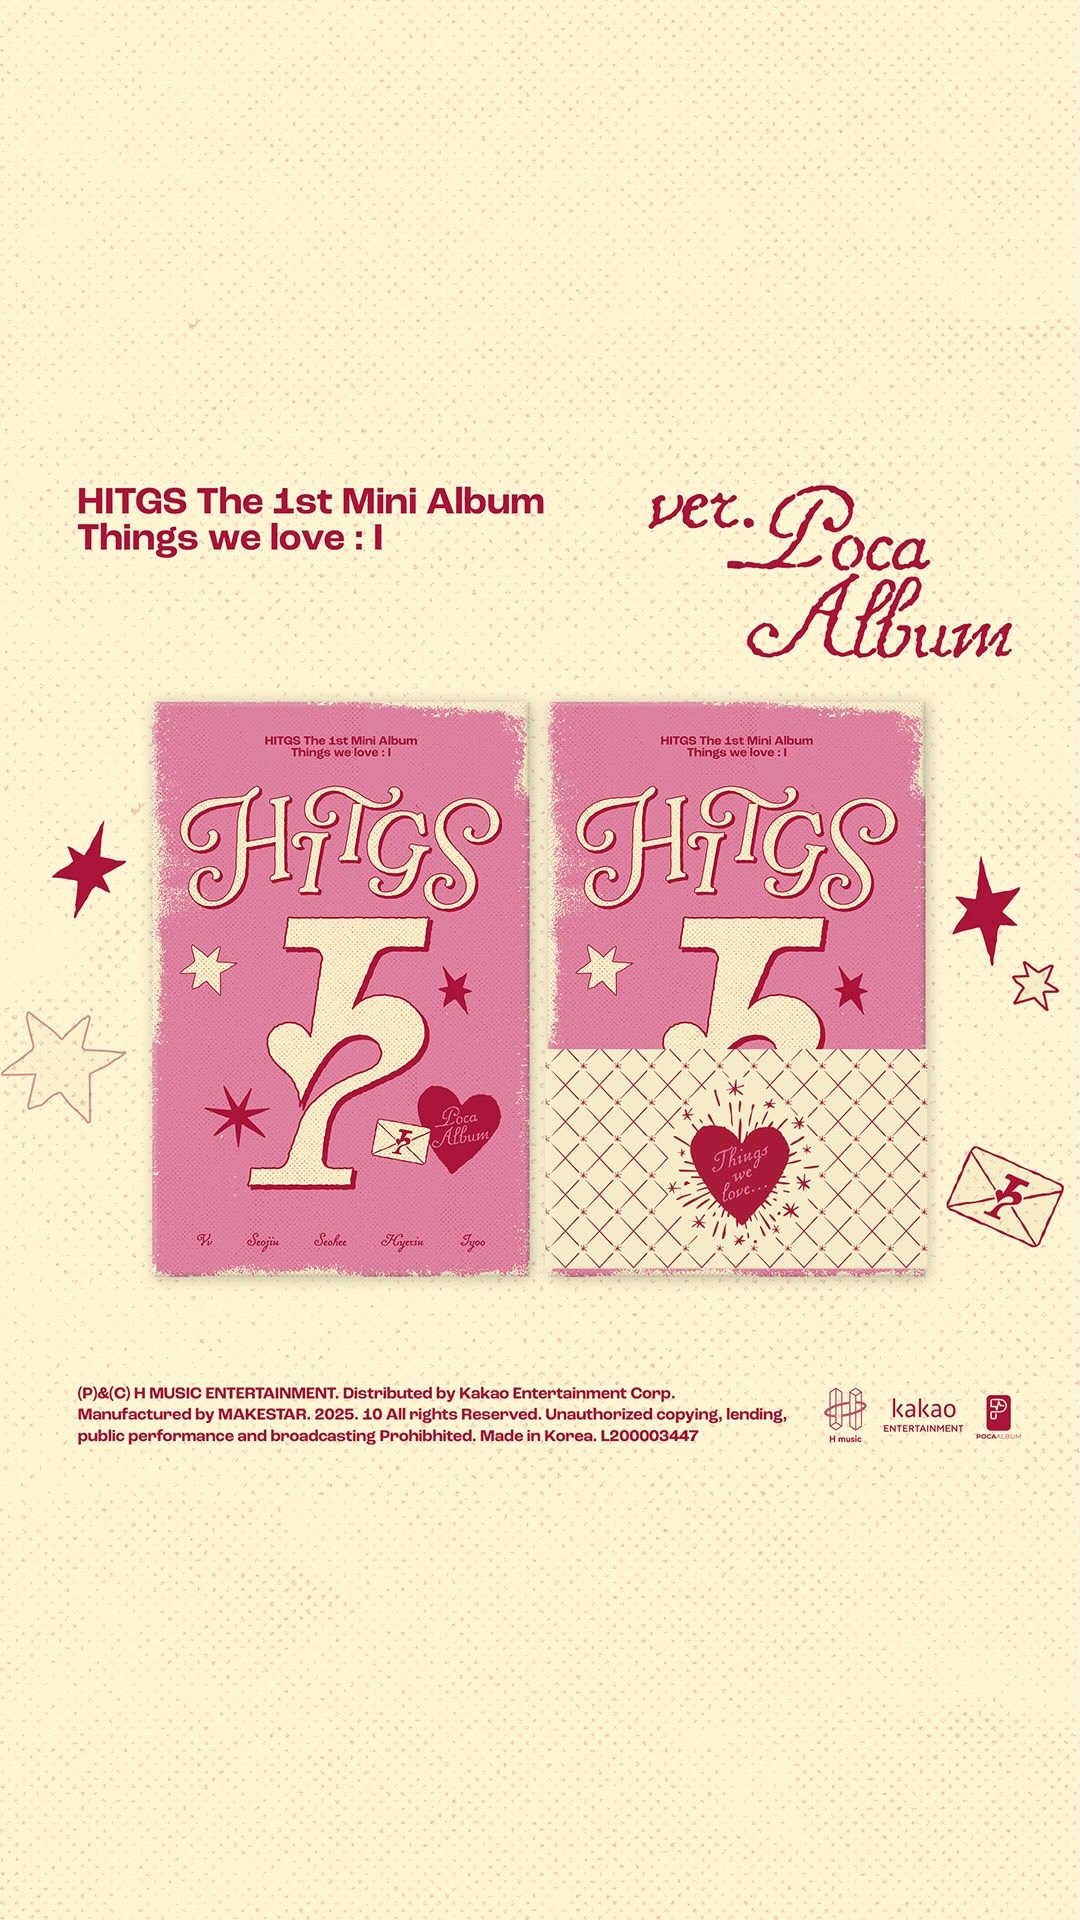 HITGS The 1st Mini Album
Things we love : I
ver. Poca
Album
HITGS The 1st Mini Album
Things we love : I
HiTGS
Poca
Album
Vv Seojin Seohee Hyerin Iyoo
HITGS The 1st Mini Album
Things we love : I
HiTGS
Things
we
love...
(P)&(C) H MUSIC ENTERTAINMENT. Distributed by Kakao Entertainment Corp.
Manufactured by MAKESTAR. 2025. 10 All rights Reserved. Unauthorized copying, lending,
public performance and broadcasting Prohibhited. Made in Korea. L200003447
H music
kakao
ENTERTAINMENT
POCAALBUM